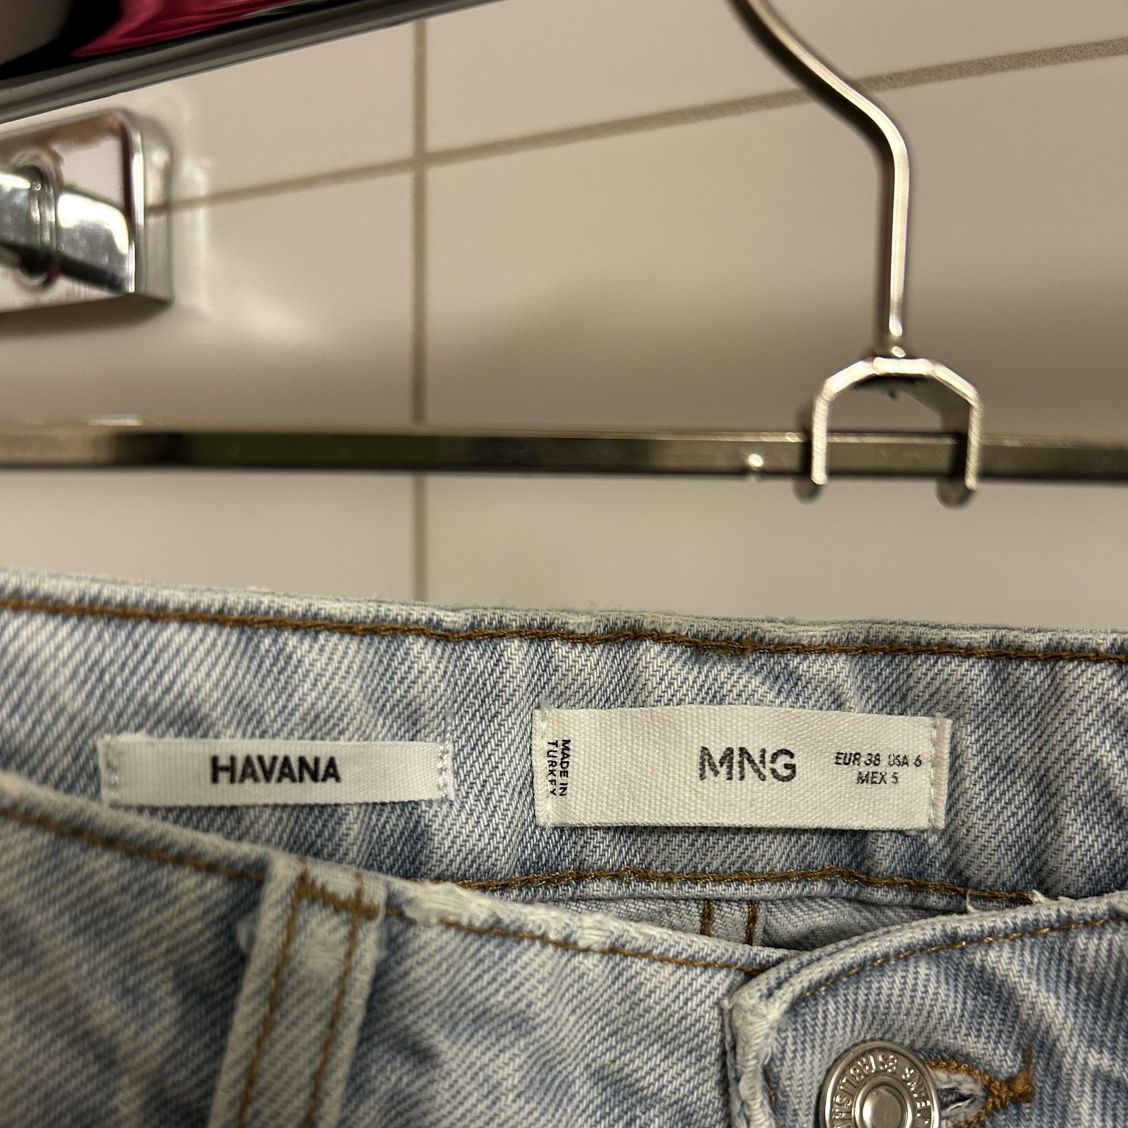 HAVANA
MADE IN
TURKEY
MNG
EUR 38 USA 6
MEX 5